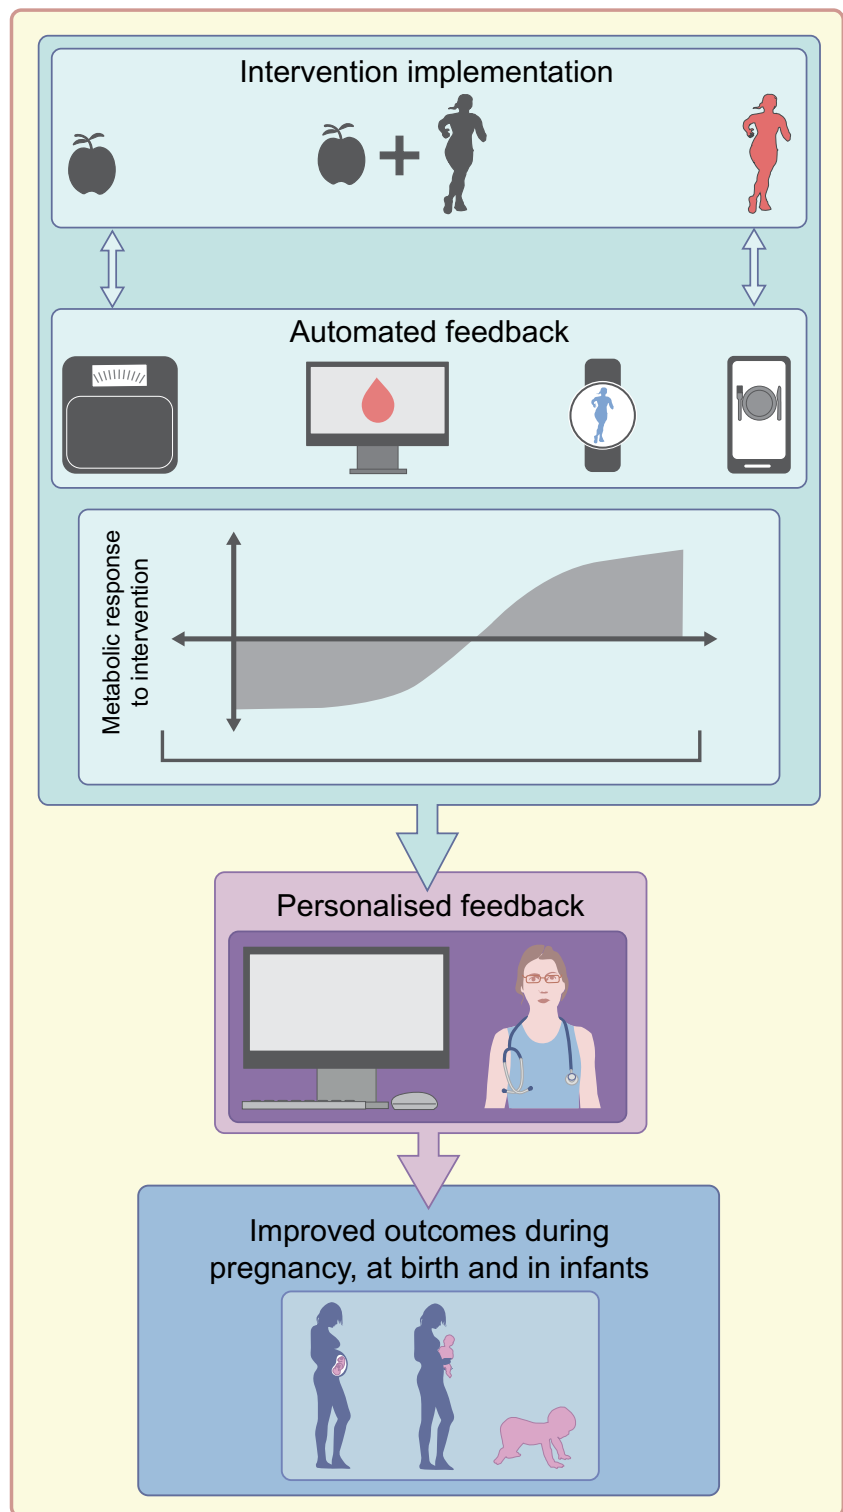 Intervention implementation
Automated feedback
Metabolic response
to intervention
Personalised feedback
Improved outcomes during
pregnancy, at birth and in infants